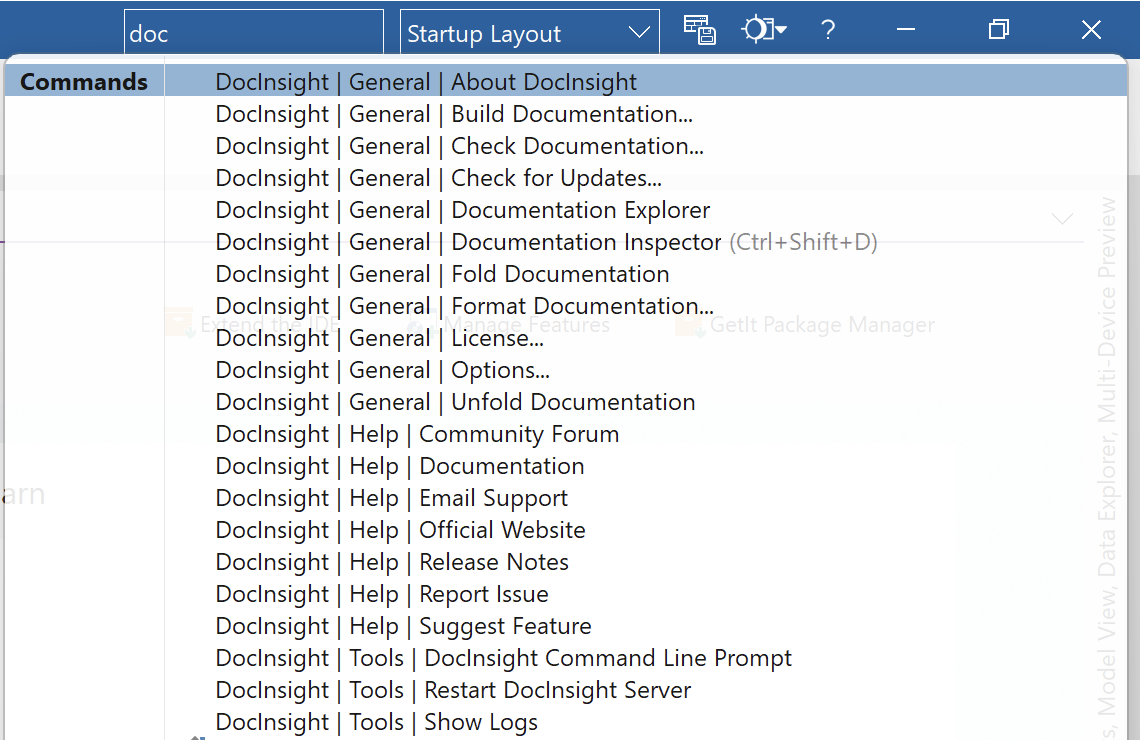 doc
Startup Layout
?
Commands
DocInsight | General | About DocInsight
DocInsight | General | Build Documentation...
DocInsight | General | Check Documentation...
DocInsight | General | Check for Updates...
DocInsight | General | Documentation Explorer
DocInsight | General | Documentation Inspector (Ctrl+Shift+D)
DocInsight | General | Fold Documentation
DocInsight | General | Format Documentation...
Extend the IDE
Manage Features
GetIt Package Manager
DocInsight | General | License...
DocInsight | General | Options...
DocInsight | General | Unfold Documentation
DocInsight | Help | Community Forum
DocInsight | Help | Documentation
DocInsight | Help | Email Support
arn
DocInsight | Help | Official Website
DocInsight | Help | Release Notes
DocInsight | Help | Report Issue
DocInsight | Help | Suggest Feature
DocInsight | Tools | DocInsight Command Line Prompt
DocInsight | Tools | Restart DocInsight Server
DocInsight | Tools | Show Logs
s, Model View, Data Explorer, Multi-Device Preview